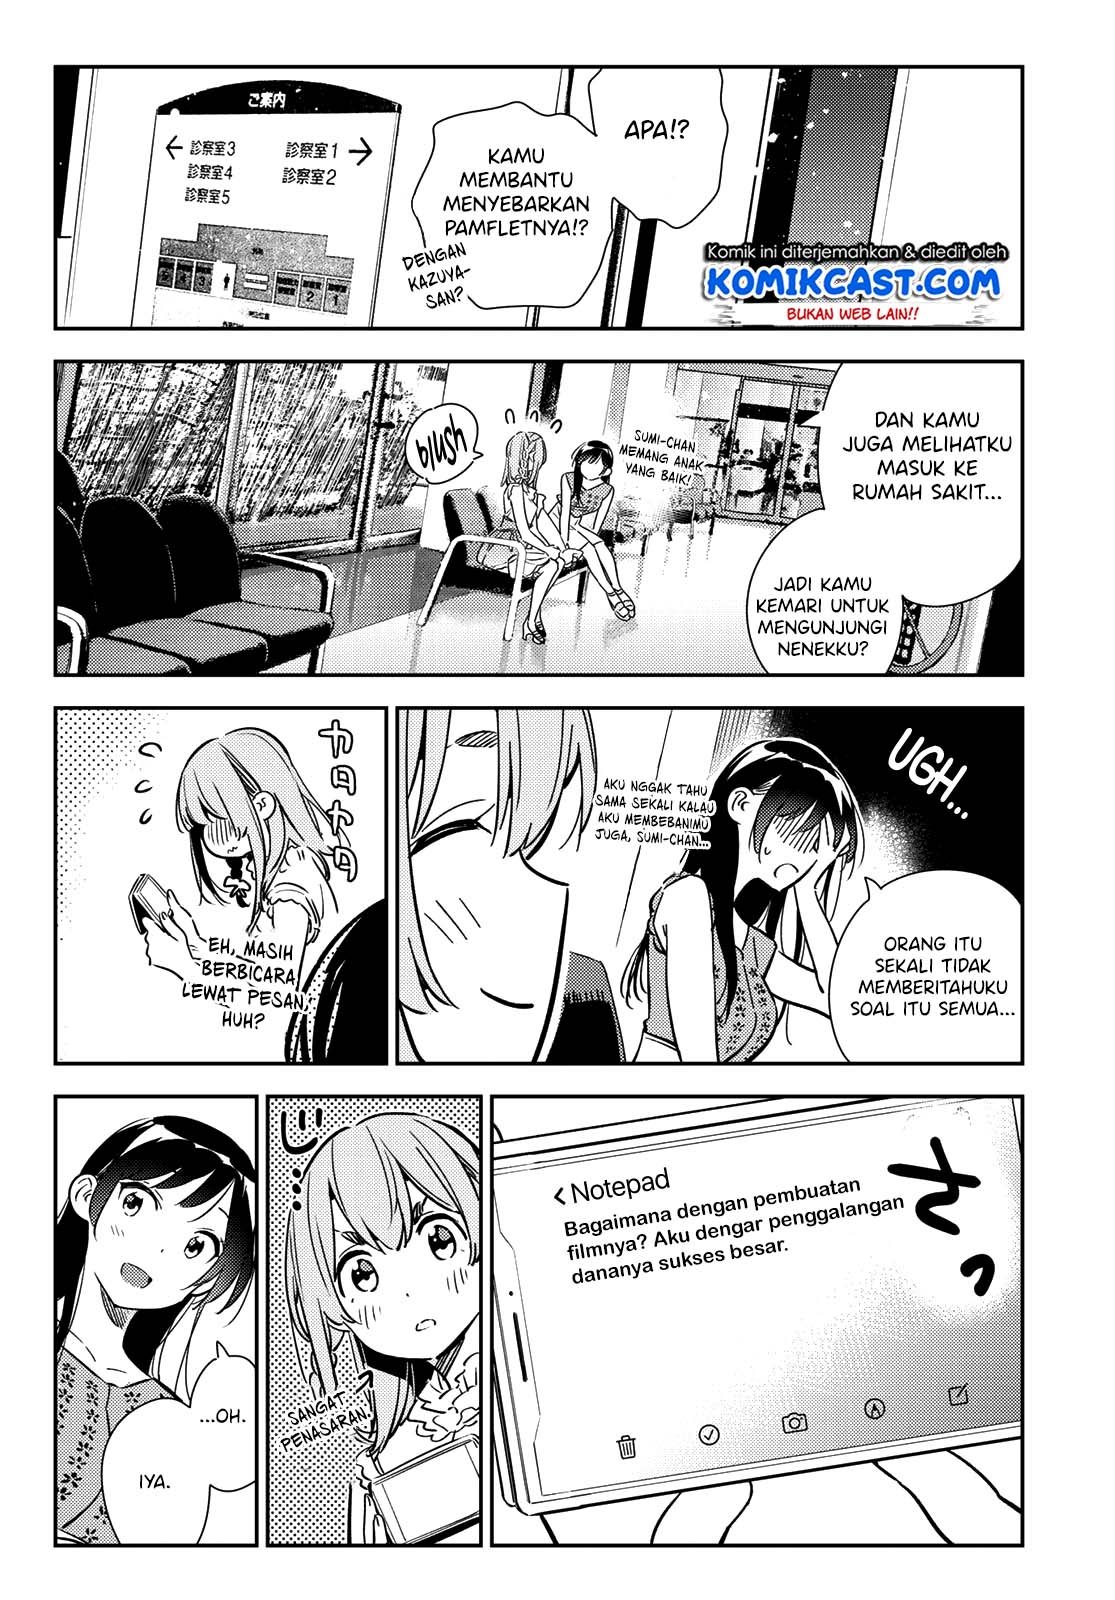 APA!?
KAMU
MEMBANTU
MENYEBARKAN
PAMFLETNYA!?
DENGAN
KAZUYA-
SAN?
ご案内
← 診察室3
診察室4
診察室5
診察室1 →
診察室2
Komik ini diterjemahkan & diedit oleh
KOMIKCAST.COM
BUKAN WEB LAIN!!
DAN KAMU
JUGA MELIHATKU
MASUK KE
RUMAH SAKIT...
JADI KAMU
KEMARI UNTUK
MENGUNJUNGI
NENEKKU?
SUMI-CHAN
MEMANG ANAK
YANG BAIK!
blush
UGH...
AKU NGGAK TAHU
SAMA SEKALI KALAU
AKU MEMBEBANIMU
JUGA, SUMI-CHAN...
ORANG ITU
SEKALI TIDAK
MEMBERITAHUKU
SOAL ITU SEMUA...
カタカタ
EH, MASIH
BERBICARA
LEWAT PESAN,
HUH?
< Notepad
Bagaimana dengan pembuatan
filmnya? Aku dengar penggalangan
dananya sukses besar.
さっ
じ...
SANGAT
PENASARAN.
...OH.
IYA.